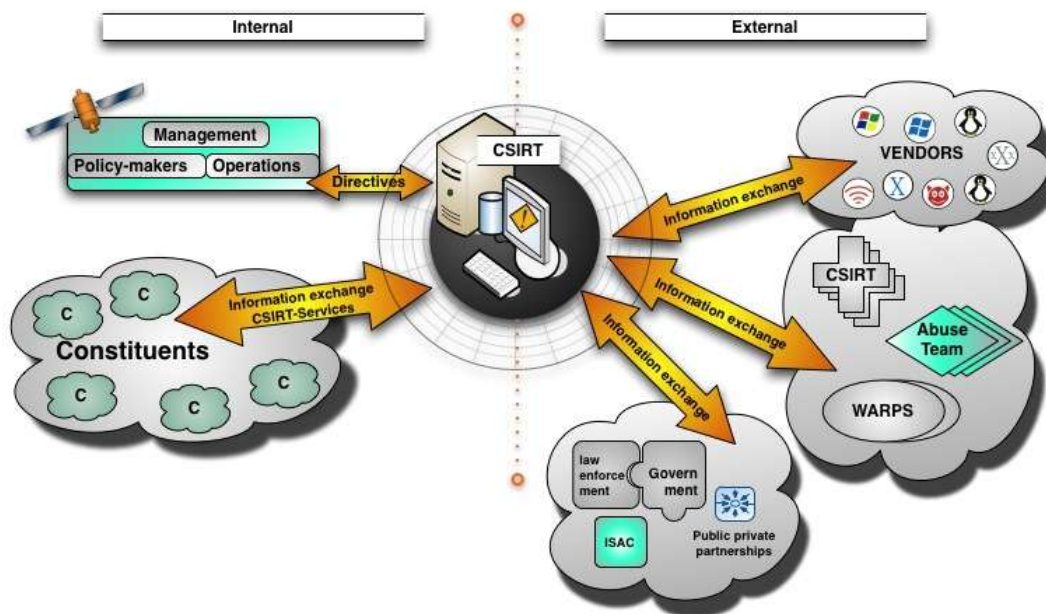 Internal
External
Management
Policy-makers
Operations
Directives
CSIRT
Information exchange
VENDORS
X
X
Information exchange
CSIRT-Services
C
C
C
C
C
Constituents
Information exchange
CSIRT
Abuse
Team
WARPS
Information exchange
law
enforce
ment
Govern
ment
ISAC
Public private
partnerships